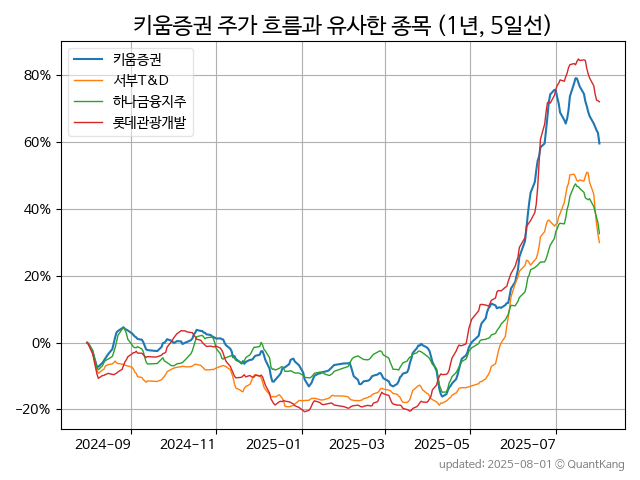 키움증권 주가 흐름과 유사한 종목 (1년, 5일선)
키움증권
서부T&D
하나금융지주
롯데관광개발
80%
60%
40%
20%
0%
−20%
2024-09
2024-11
2025-01
2025-03
2025-05
2025-07
updated: 2025-08-01 © QuantKang